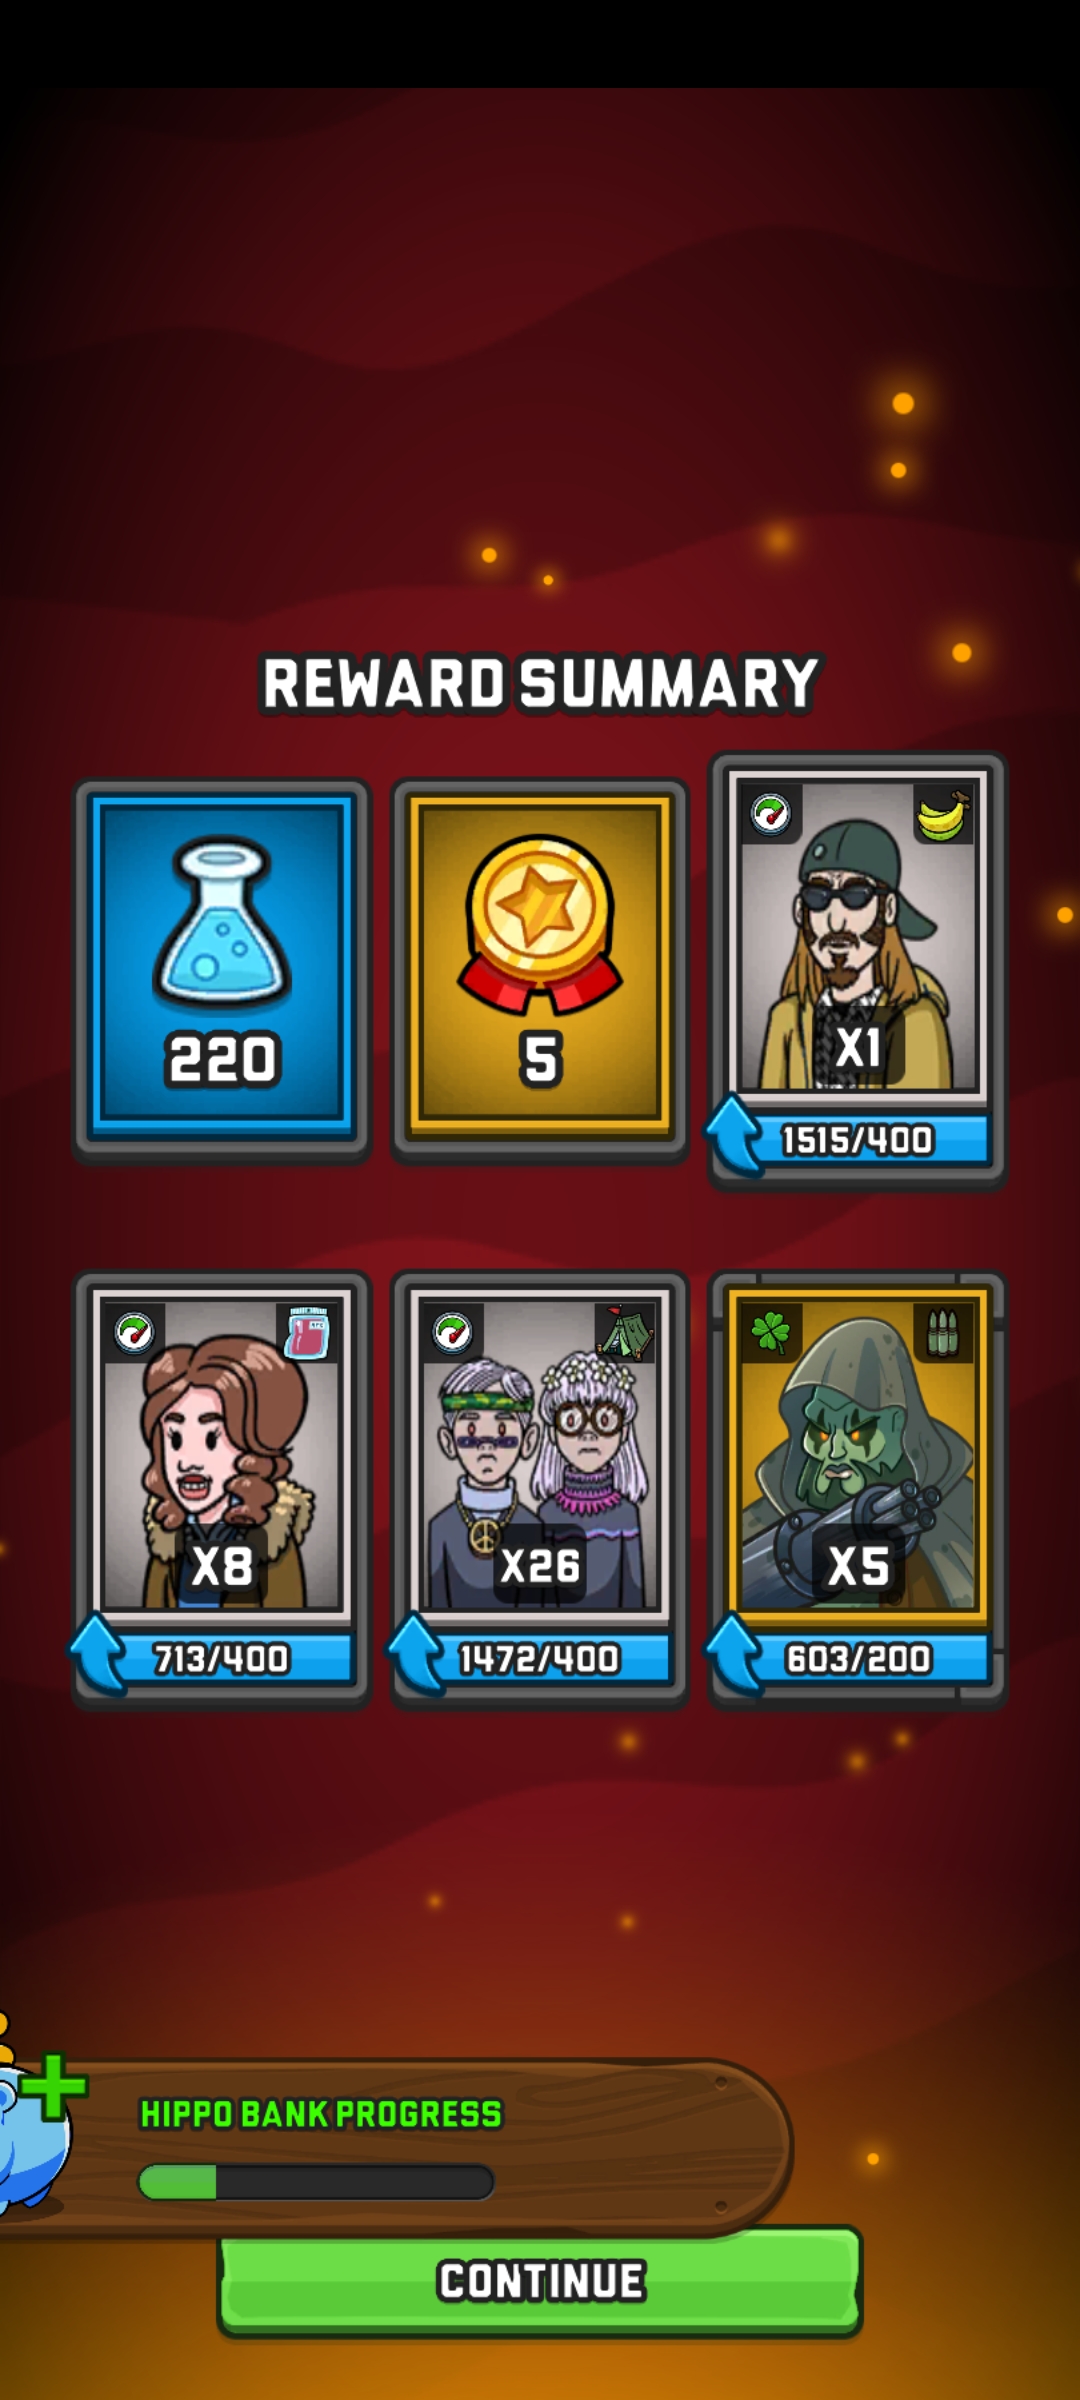 REWARD SUMMARY
220
5
X1
1515/400
X8
713/400
X26
1472/400
X5
603/200
HIPPO BANK PROGRESS
CONTINUE